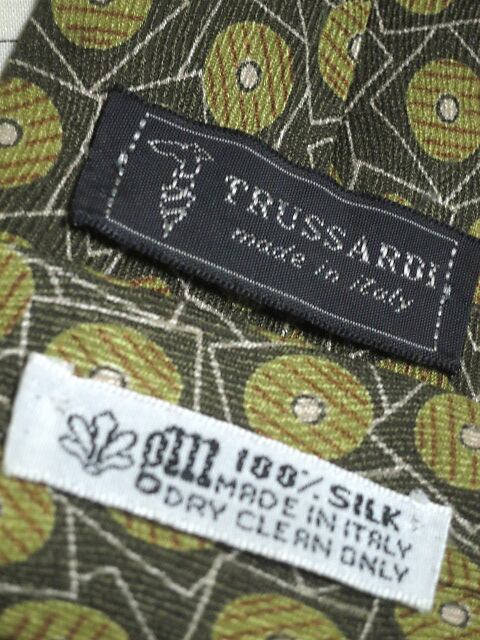 TRUSSARDI
made in italy
100% SILK
MADE IN ITALY
DRY CLEAN ONLY